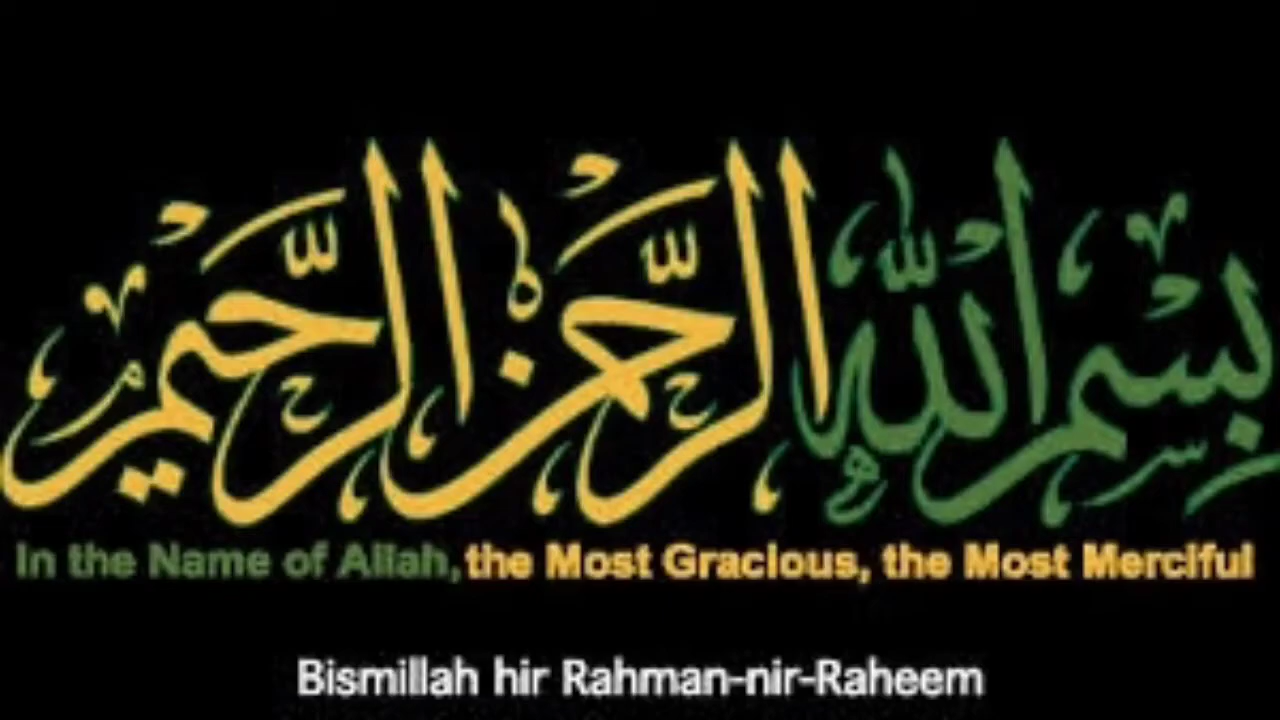 بسم الله الرحمن الرحيم
In the Name of Allah, the Most Gracious, the Most Merciful
Bismillah hir Rahman-nir-Raheem